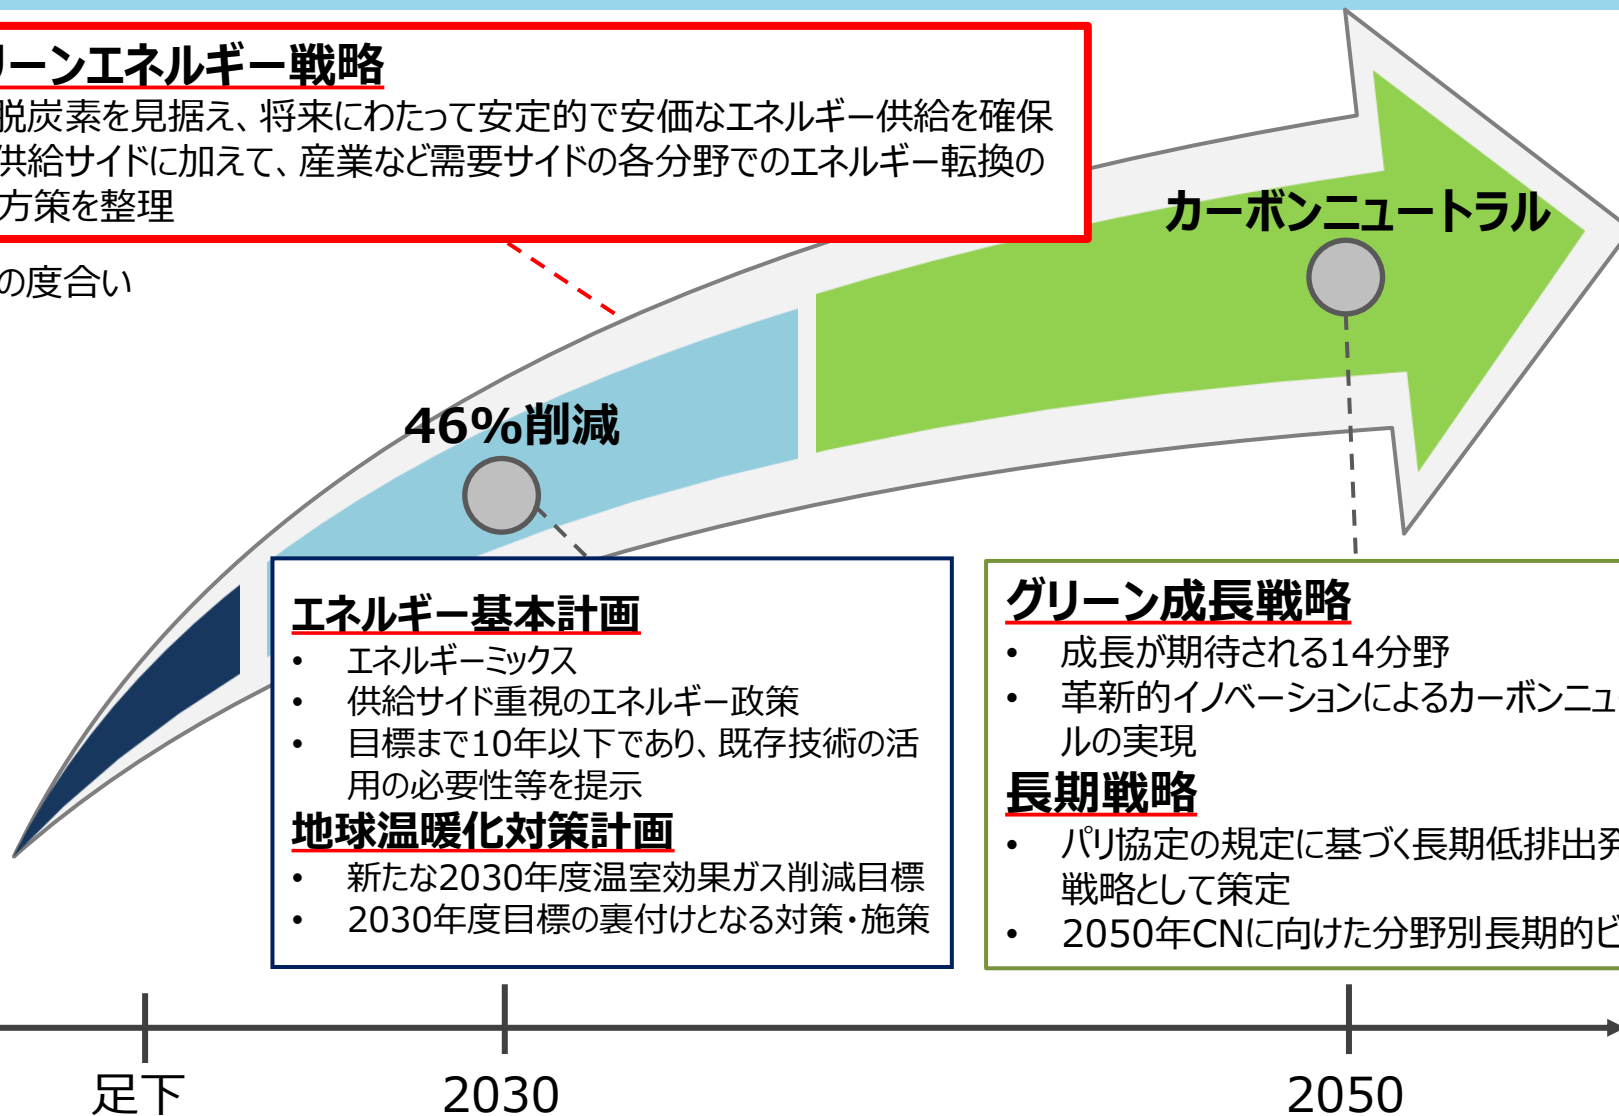 リーンエネルギー戦略
脱炭素を見据え、将来にわたって安定的で安価なエネルギー供給を確保
供給サイドに加えて、産業など需要サイドの各分野でのエネルギー転換の
方策を整理
の度合い
カーボンニュートラル
46%削減
エネルギー基本計画
• エネルギーミックス
• 供給サイド重視のエネルギー政策
• 目標まで10年以下であり、既存技術の活
用の必要性等を提示
地球温暖化対策計画
• 新たな2030年度温室効果ガス削減目標
• 2030年度目標の裏付けとなる対策・施策
グリーン成長戦略
• 成長が期待される14分野
• 革新的イノベーションによるカーボンニュ
ルの実現
長期戦略
• パリ協定の規定に基づく長期低排出発
戦略として策定
• 2050年CNに向けた分野別長期的ビ
足下
2030
2050